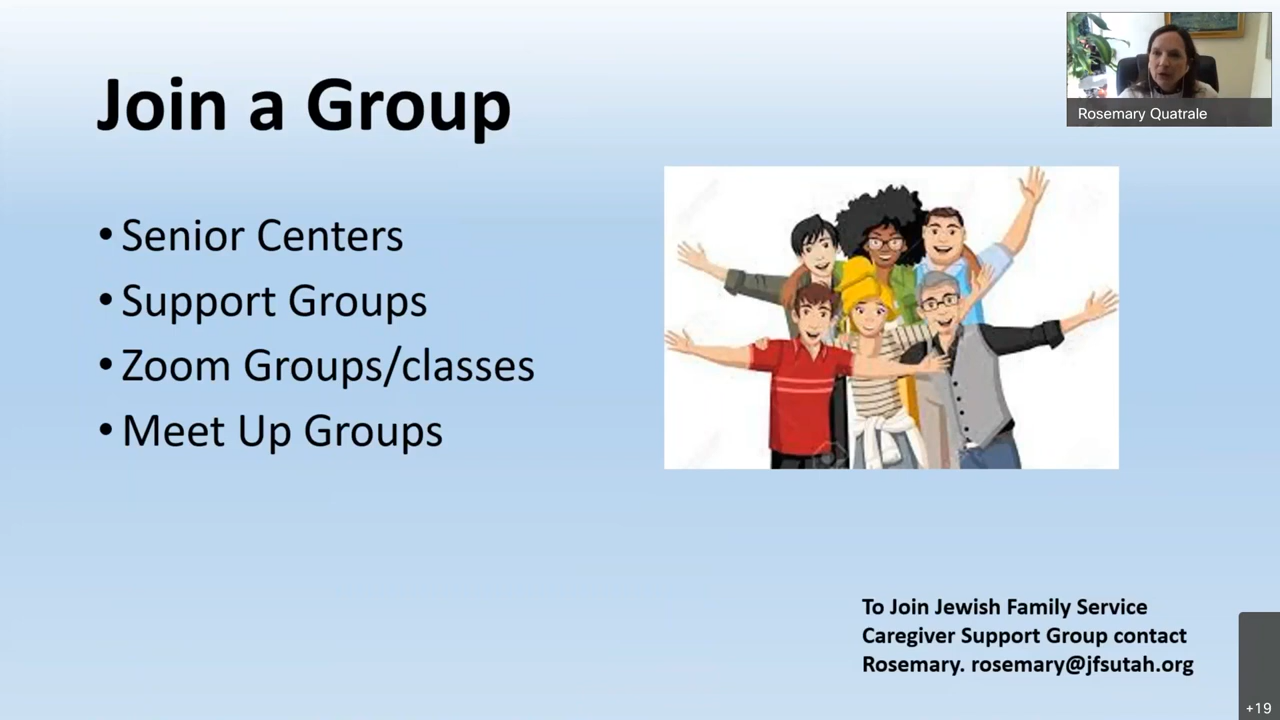 Join a Group
Rosemary Quatrale
• Senior Centers
• Support Groups
• Zoom Groups/classes
• Meet Up Groups
To Join Jewish Family Service
Caregiver Support Group contact
Rosemary. rosemary@jfsutah.org
+19